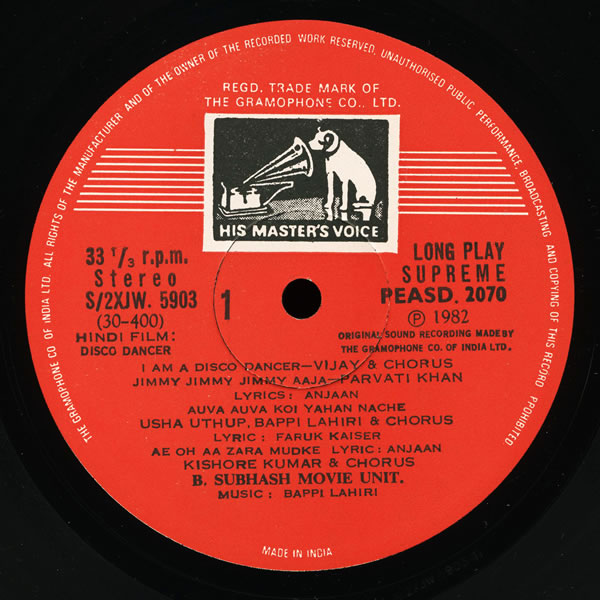 ALL RIGHTS OF THE MANUFACTURER AND OF THE OWNER OF THE RECORDED WORK RESERVED. UNAUTHORISED PUBLIC PERFORMANCE, BROADCASTING AND COPYING OF THIS RECORD PROHIBITED
THE GRAMOPHONE CO. OF INDIA LTD.
REGD. TRADE MARK OF
THE GRAMOPHONE CO., LTD.
HIS MASTER'S VOICE
33 1/3 r.p.m.
Stereo
S/2XJW. 5903
(30-400)
HINDI FILM:
DISCO DANCER
1
LONG PLAY
SUPREME
PEASD. 2070
Ⓟ 1982
ORIGINAL SOUND RECORDING MADE BY
THE GRAMOPHONE CO. OF INDIA LTD.
I AM A DISCO DANCER—VIJAY & CHORUS
JIMMY JIMMY JIMMY AAJA—PARVATI KHAN
LYRICS: ANJAAN
AUVA AUVA KOI YAHAN NACHE
USHA UTHUP, BAPPI LAHIRI & CHORUS
LYRIC: FARUK KAISER
AE OH AA ZARA MUDKE LYRIC: ANJAAN
KISHORE KUMAR & CHORUS
B. SUBHASH MOVIE UNIT.
MUSIC: BAPPI LAHIRI
MADE IN INDIA